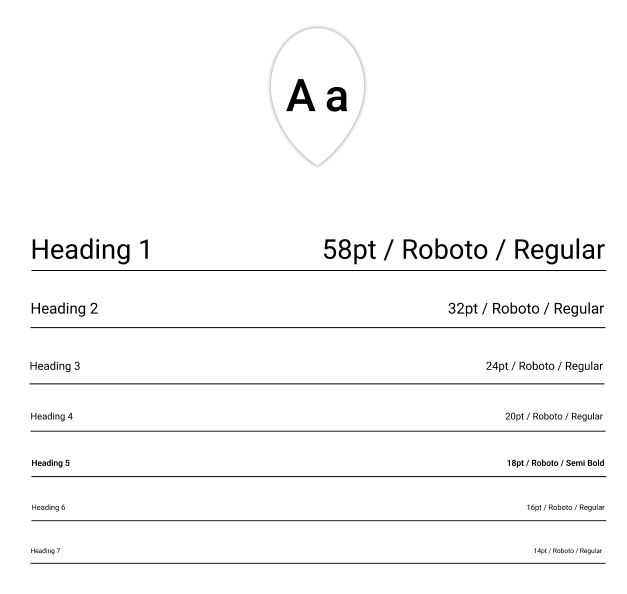 A a
Heading 1 58pt / Roboto / Regular
Heading 2 32pt / Roboto / Regular
Heading 3 24pt / Roboto / Regular
Heading 4 20pt / Roboto / Regular
Heading 5 18pt / Roboto / Semi Bold
Heading 6 16pt / Roboto / Regular
Heading 7 14pt / Roboto / Regular